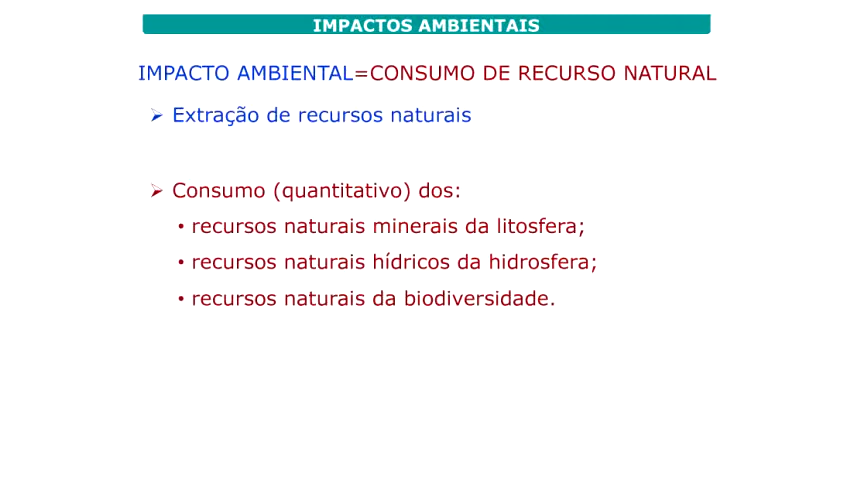 IMPACTOS AMBIENTAIS
IMPACTO AMBIENTAL=CONSUMO DE RECURSO NATURAL
➢ Extração de recursos naturais
➢ Consumo (quantitativo) dos:
• recursos naturais minerais da litosfera;
• recursos naturais hídricos da hidrosfera;
• recursos naturais da biodiversidade.